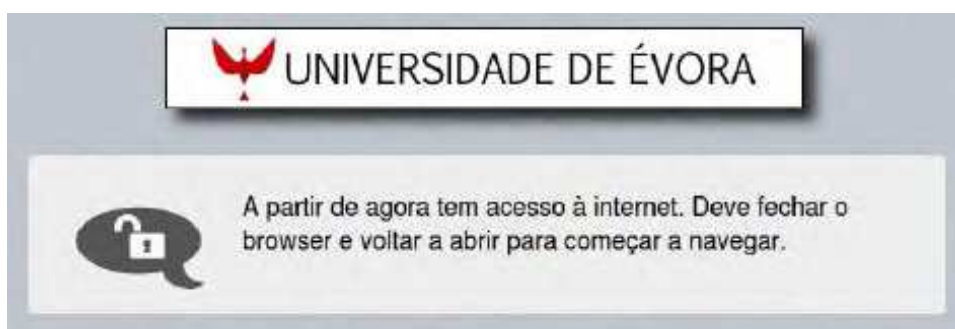 UNIVERSIDADE DE ÉVORA
A partir de agora tem acesso à internet. Deve fechar o
browser e voltar a abrir para começar a navegar.